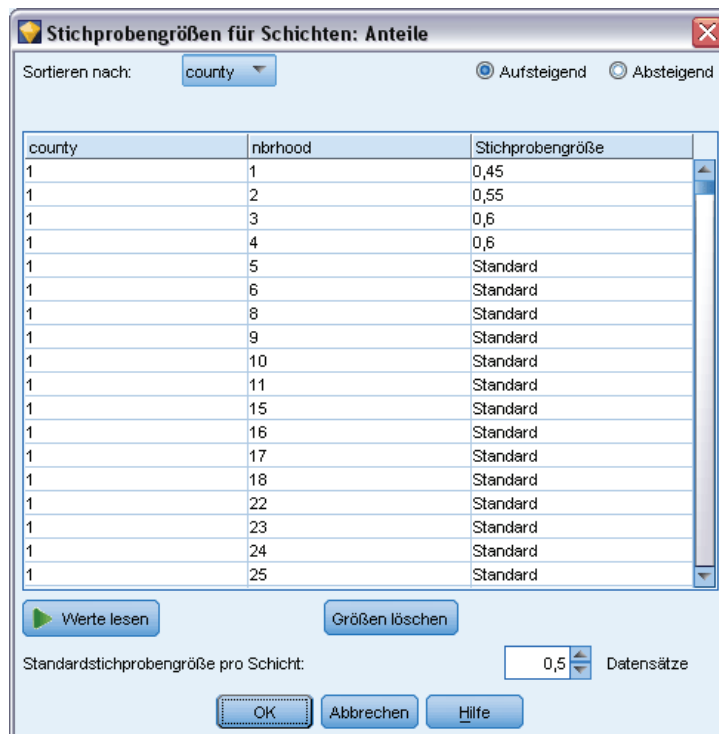 Stichprobengrößen für Schichten: Anteile
Sortieren nach: county Aufsteigend Absteigend
county nbrhood Stichprobengröße
1 1 0,45
1 2 0,55
1 3 0,6
1 4 0,6
1 5 Standard
1 6 Standard
1 8 Standard
1 9 Standard
1 10 Standard
1 11 Standard
1 15 Standard
1 16 Standard
1 17 Standard
1 18 Standard
1 22 Standard
1 23 Standard
1 24 Standard
1 25 Standard
Werte lesen Größen löschen
Standardstichprobengröße pro Schicht: 0,5 Datensätze
OK Abbrechen Hilfe